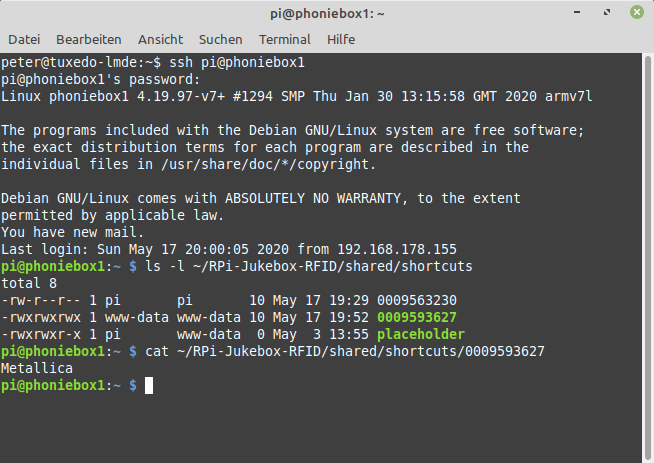 pi@phoniebox1: ~
Datei Bearbeiten Ansicht Suchen Terminal Hilfe
peter@tuxedo-lmde:~$ ssh pi@phoniebox1
pi@phoniebox1's password:
Linux phoniebox1 4.19.97-v7+ #1294 SMP Thu Jan 30 13:15:58 GMT 2020 armv7l

The programs included with the Debian GNU/Linux system are free software;
the exact distribution terms for each program are described in the
individual files in /usr/share/doc/*/copyright.

Debian GNU/Linux comes with ABSOLUTELY NO WARRANTY, to the extent
permitted by applicable law.
You have new mail.
Last login: Sun May 17 20:00:05 2020 from 192.168.178.155
pi@phoniebox1:~ $ ls -l ~/RPi-Jukebox-RFID/shared/shortcuts
total 8
-rw-r--r-- 1 pi       pi       10 May 17 19:29 0009563230
-rwxrwxrwx 1 www-data www-data 10 May 17 19:52 0009593627
-rwxrwxr-x 1 pi       www-data  0 May  3 13:55 placeholder
pi@phoniebox1:~ $ cat ~/RPi-Jukebox-RFID/shared/shortcuts/0009593627
Metallica
pi@phoniebox1:~ $